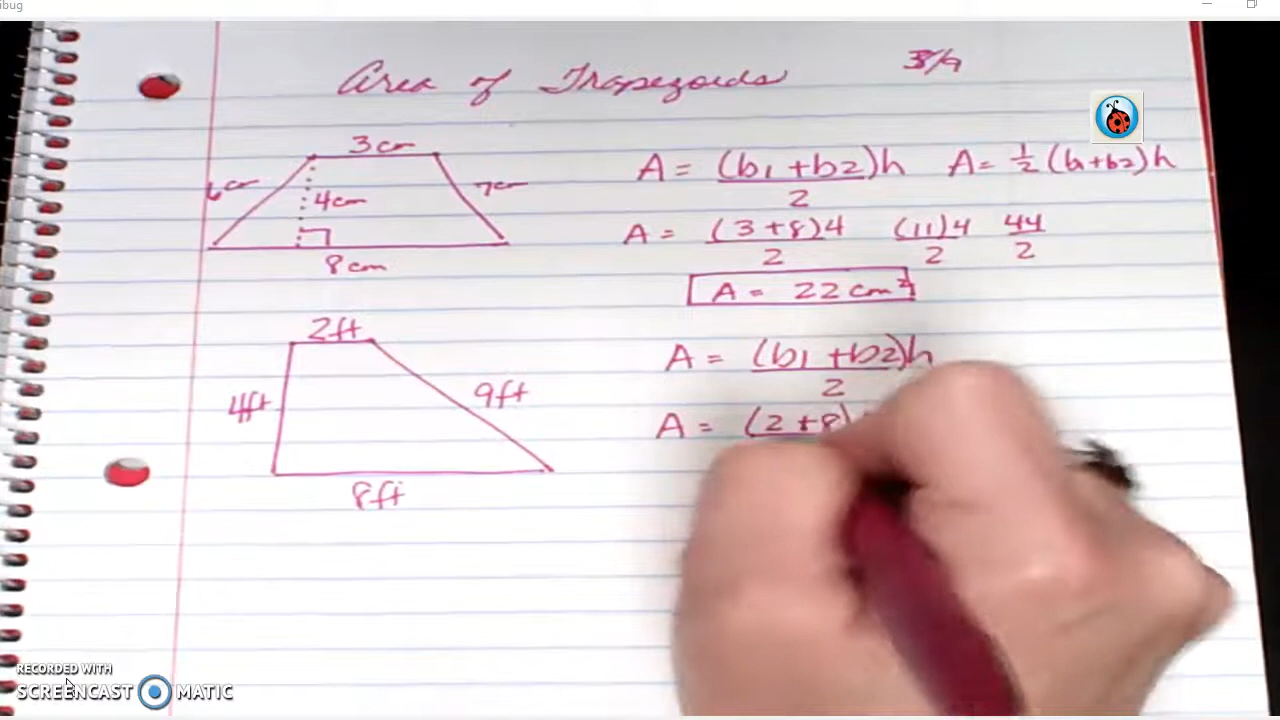 ibug
Area of Trapezoids 3/9
3cm
6cm 4cm 7cm
8cm
A = (b1+b2)h A = 1/2 (b1+b2)h
2
A = (3+8)4 (11)4 44
2 2 2
A = 22 cm²
2ft
4ft 9ft
8ft
A = (b1+b2)h
2
A = (2+8)
RECORDED WITH
SCREENCAST MATIC